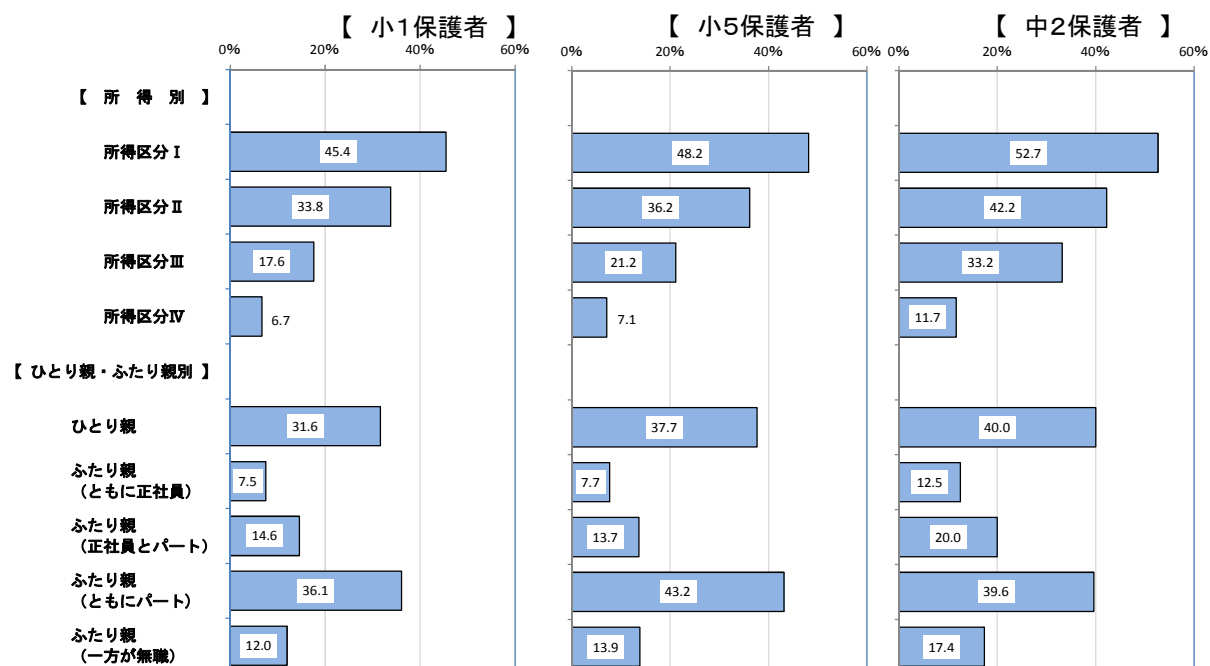 【 小1保護者 】 【 小5保護者 】 【 中2保護者 】
0% 20% 40% 60% 0% 20% 40% 60% 0% 20% 40% 60%
【 所 得 別 】
所得区分Ⅰ 45.4 48.2 52.7
所得区分Ⅱ 33.8 36.2 42.2
所得区分Ⅲ 17.6 21.2 33.2
所得区分Ⅳ 6.7 7.1 11.7
【 ひとり親・ふたり親別 】
ひとり親 31.6 37.7 40.0
ふたり親
（ともに正社員） 7.5 7.7 12.5
ふたり親
（正社員とパート） 14.6 13.7 20.0
ふたり親
（ともにパート） 36.1 43.2 39.6
ふたり親
（一方が無職） 12.0 13.9 17.4